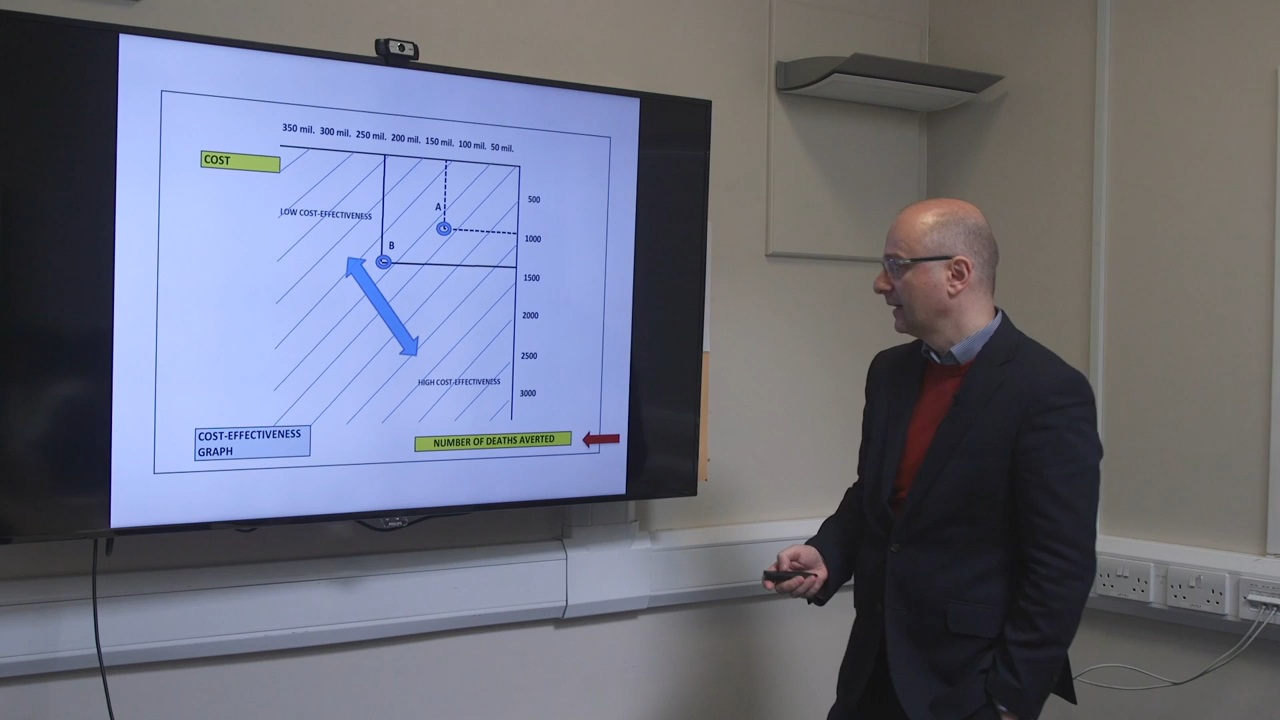 350 mil. 300 mil. 250 mil. 200 mil. 150 mil. 100 mil. 50 mil.
COST
500
LOW COST-EFFECTIVENESS
A
1000
B
1500
2000
2500
HIGH COST-EFFECTIVENESS
3000
COST-EFFECTIVENESS
GRAPH
NUMBER OF DEATHS AVERTED